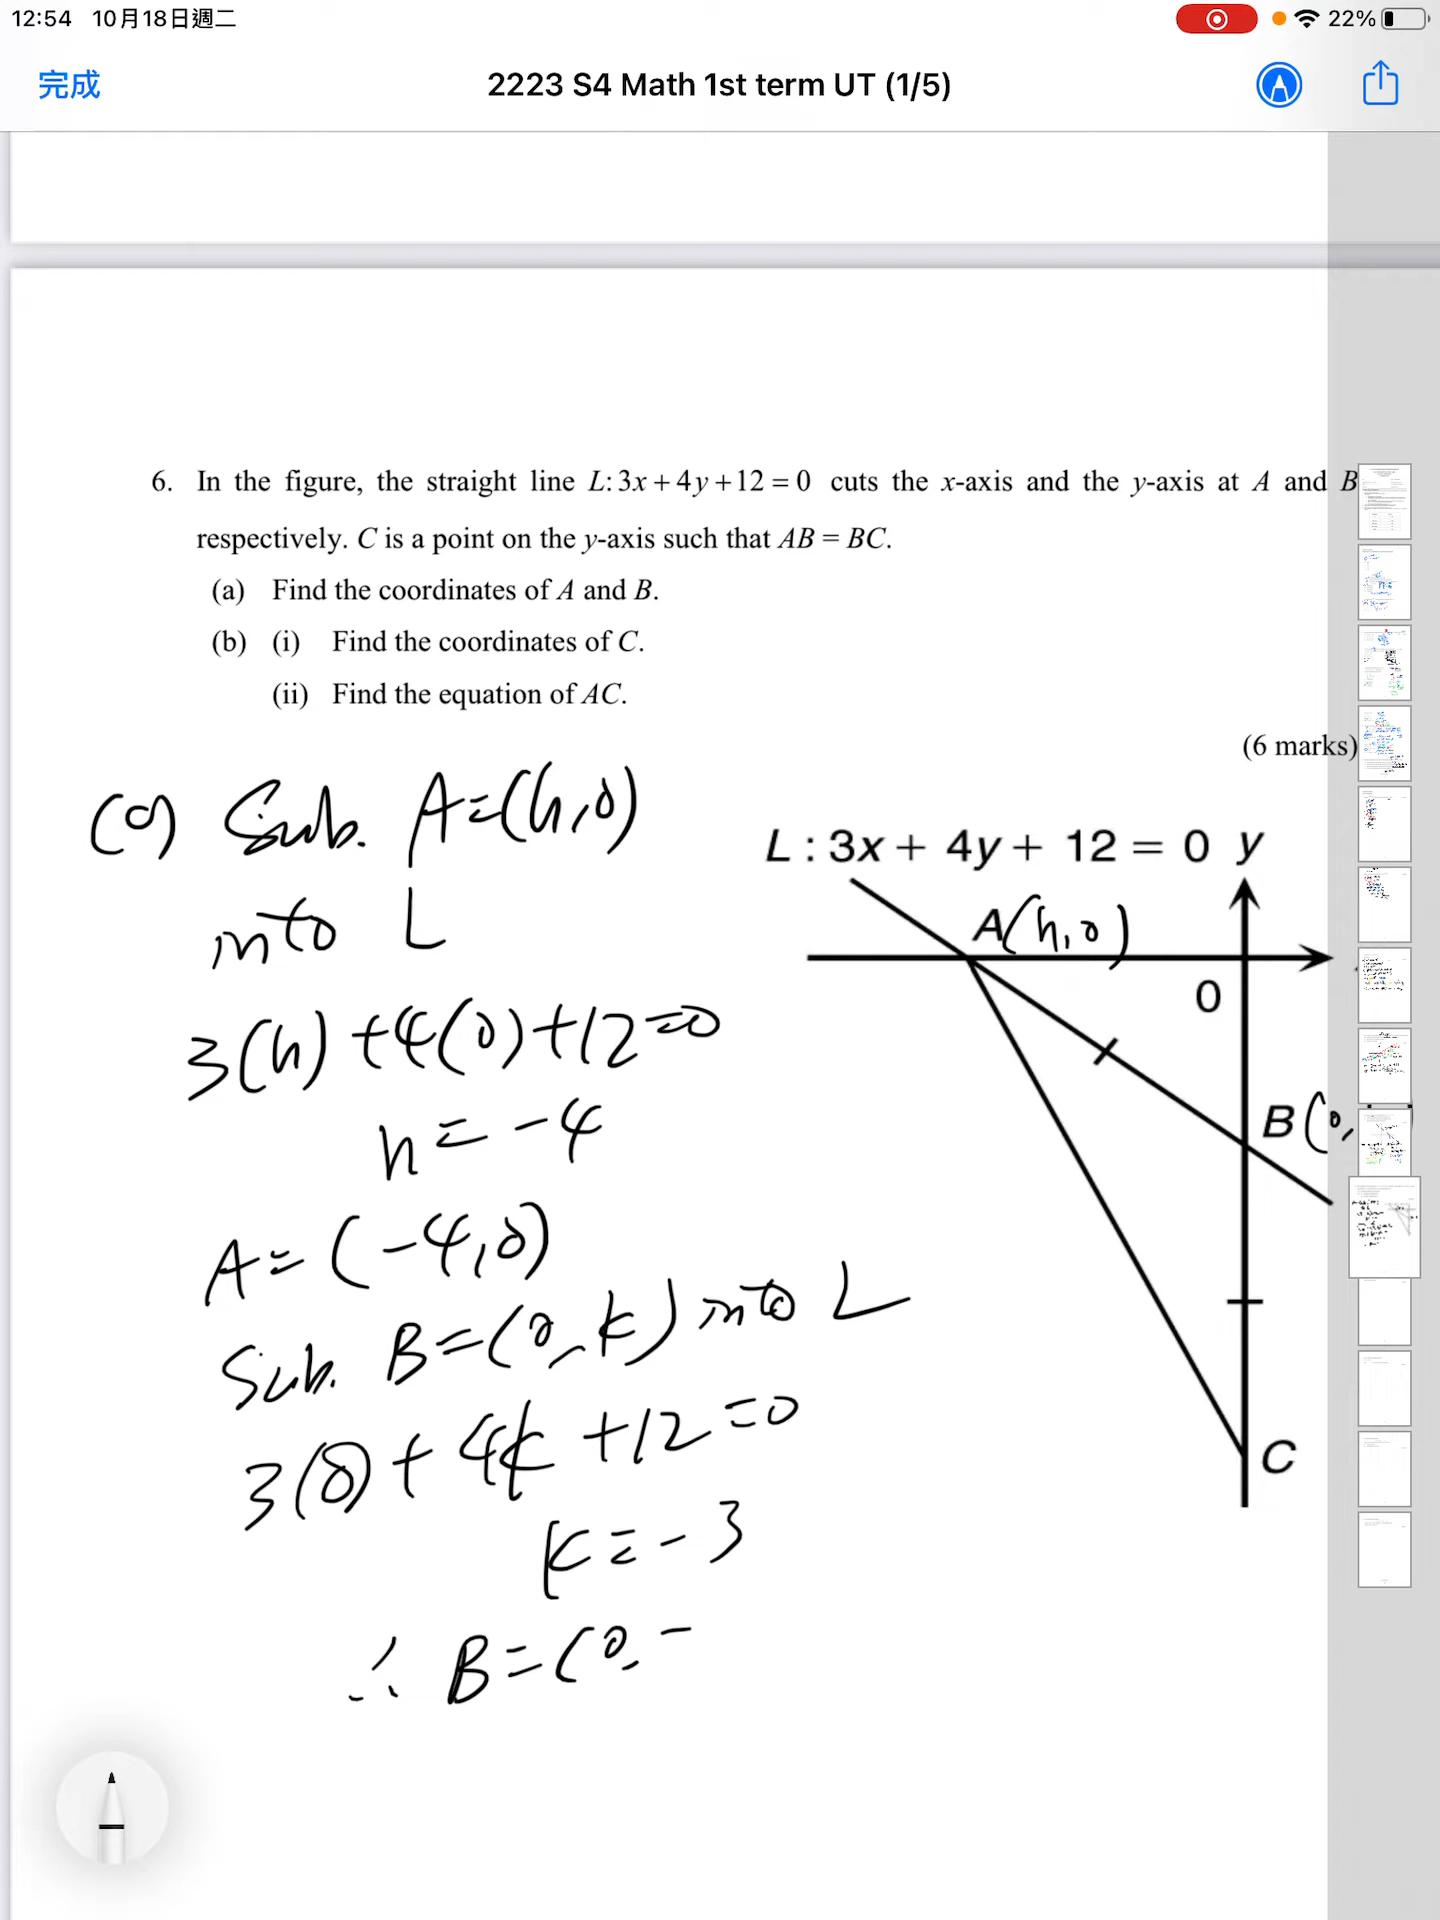 12:54 10月18日週二
22%
完成
2223 S4 Math 1st term UT (1/5)
6. In the figure, the straight line L: 3x + 4y + 12 = 0 cuts the x-axis and the y-axis at A and B
respectively. C is a point on the y-axis such that AB = BC.
(a) Find the coordinates of A and B.
(b) (i) Find the coordinates of C.
(ii) Find the equation of AC.
(6 marks)
(a) Sub. A=(h,0)
into L
3(h)+4(0)+12=0
h=-4
A=(-4,0)
Sub. B=(0,k) into L
3(0)+4k+12=0
k=-3
∴ B=(0,-
L : 3x + 4y + 12 = 0 y
A(h,0)
0
B(0,
C